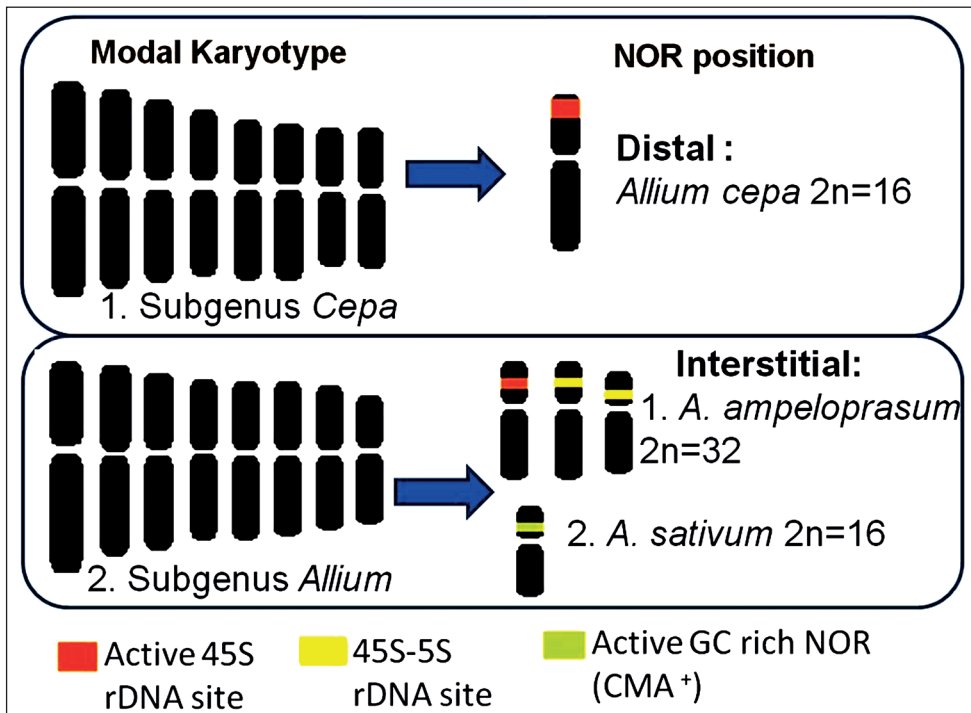 Modal Karyotype
NOR position
Distal :
Allium cepa 2n=16
1. Subgenus Cepa
Interstitial:
1. A. ampeloprasum
2n=32
2. A. sativum 2n=16
2. Subgenus Allium
Active 45S
rDNA site
45S-5S
rDNA site
Active GC rich NOR
(CMA +)